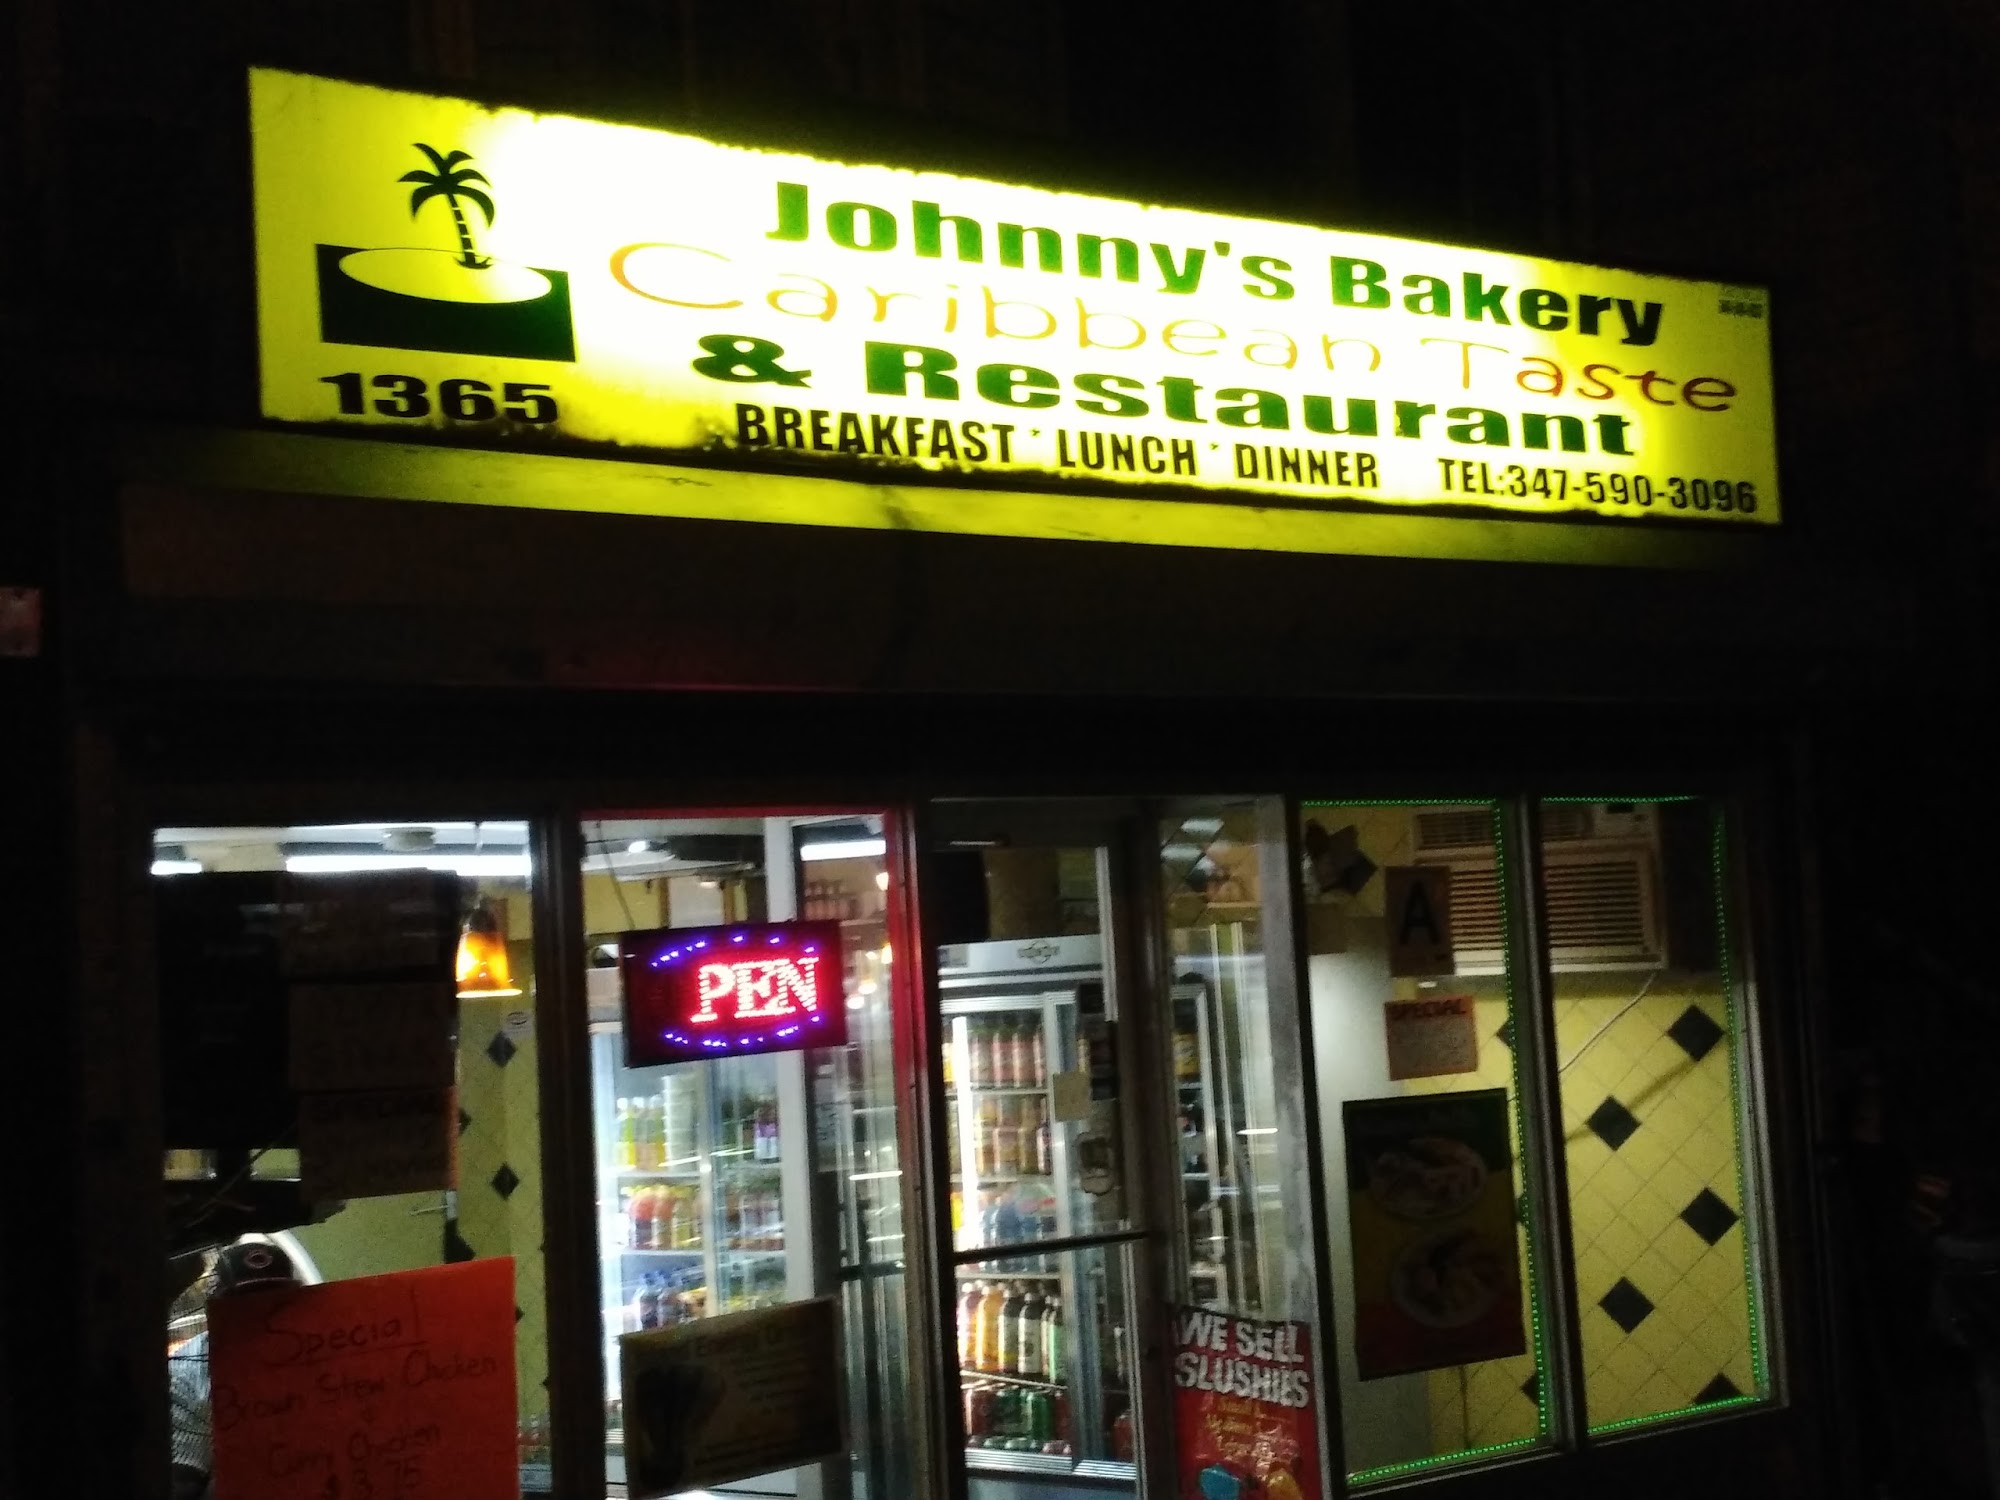 Johnny's Bakery
Caribbean Taste
& Restaurant
1365
BREAKFAST * LUNCH * DINNER TEL:347-590-3096
PEN
A
SPECIAL
Energy
WE SELL
SLUSHIES
Special
Brown Stew Chicken
Curry Chicken
$3.75